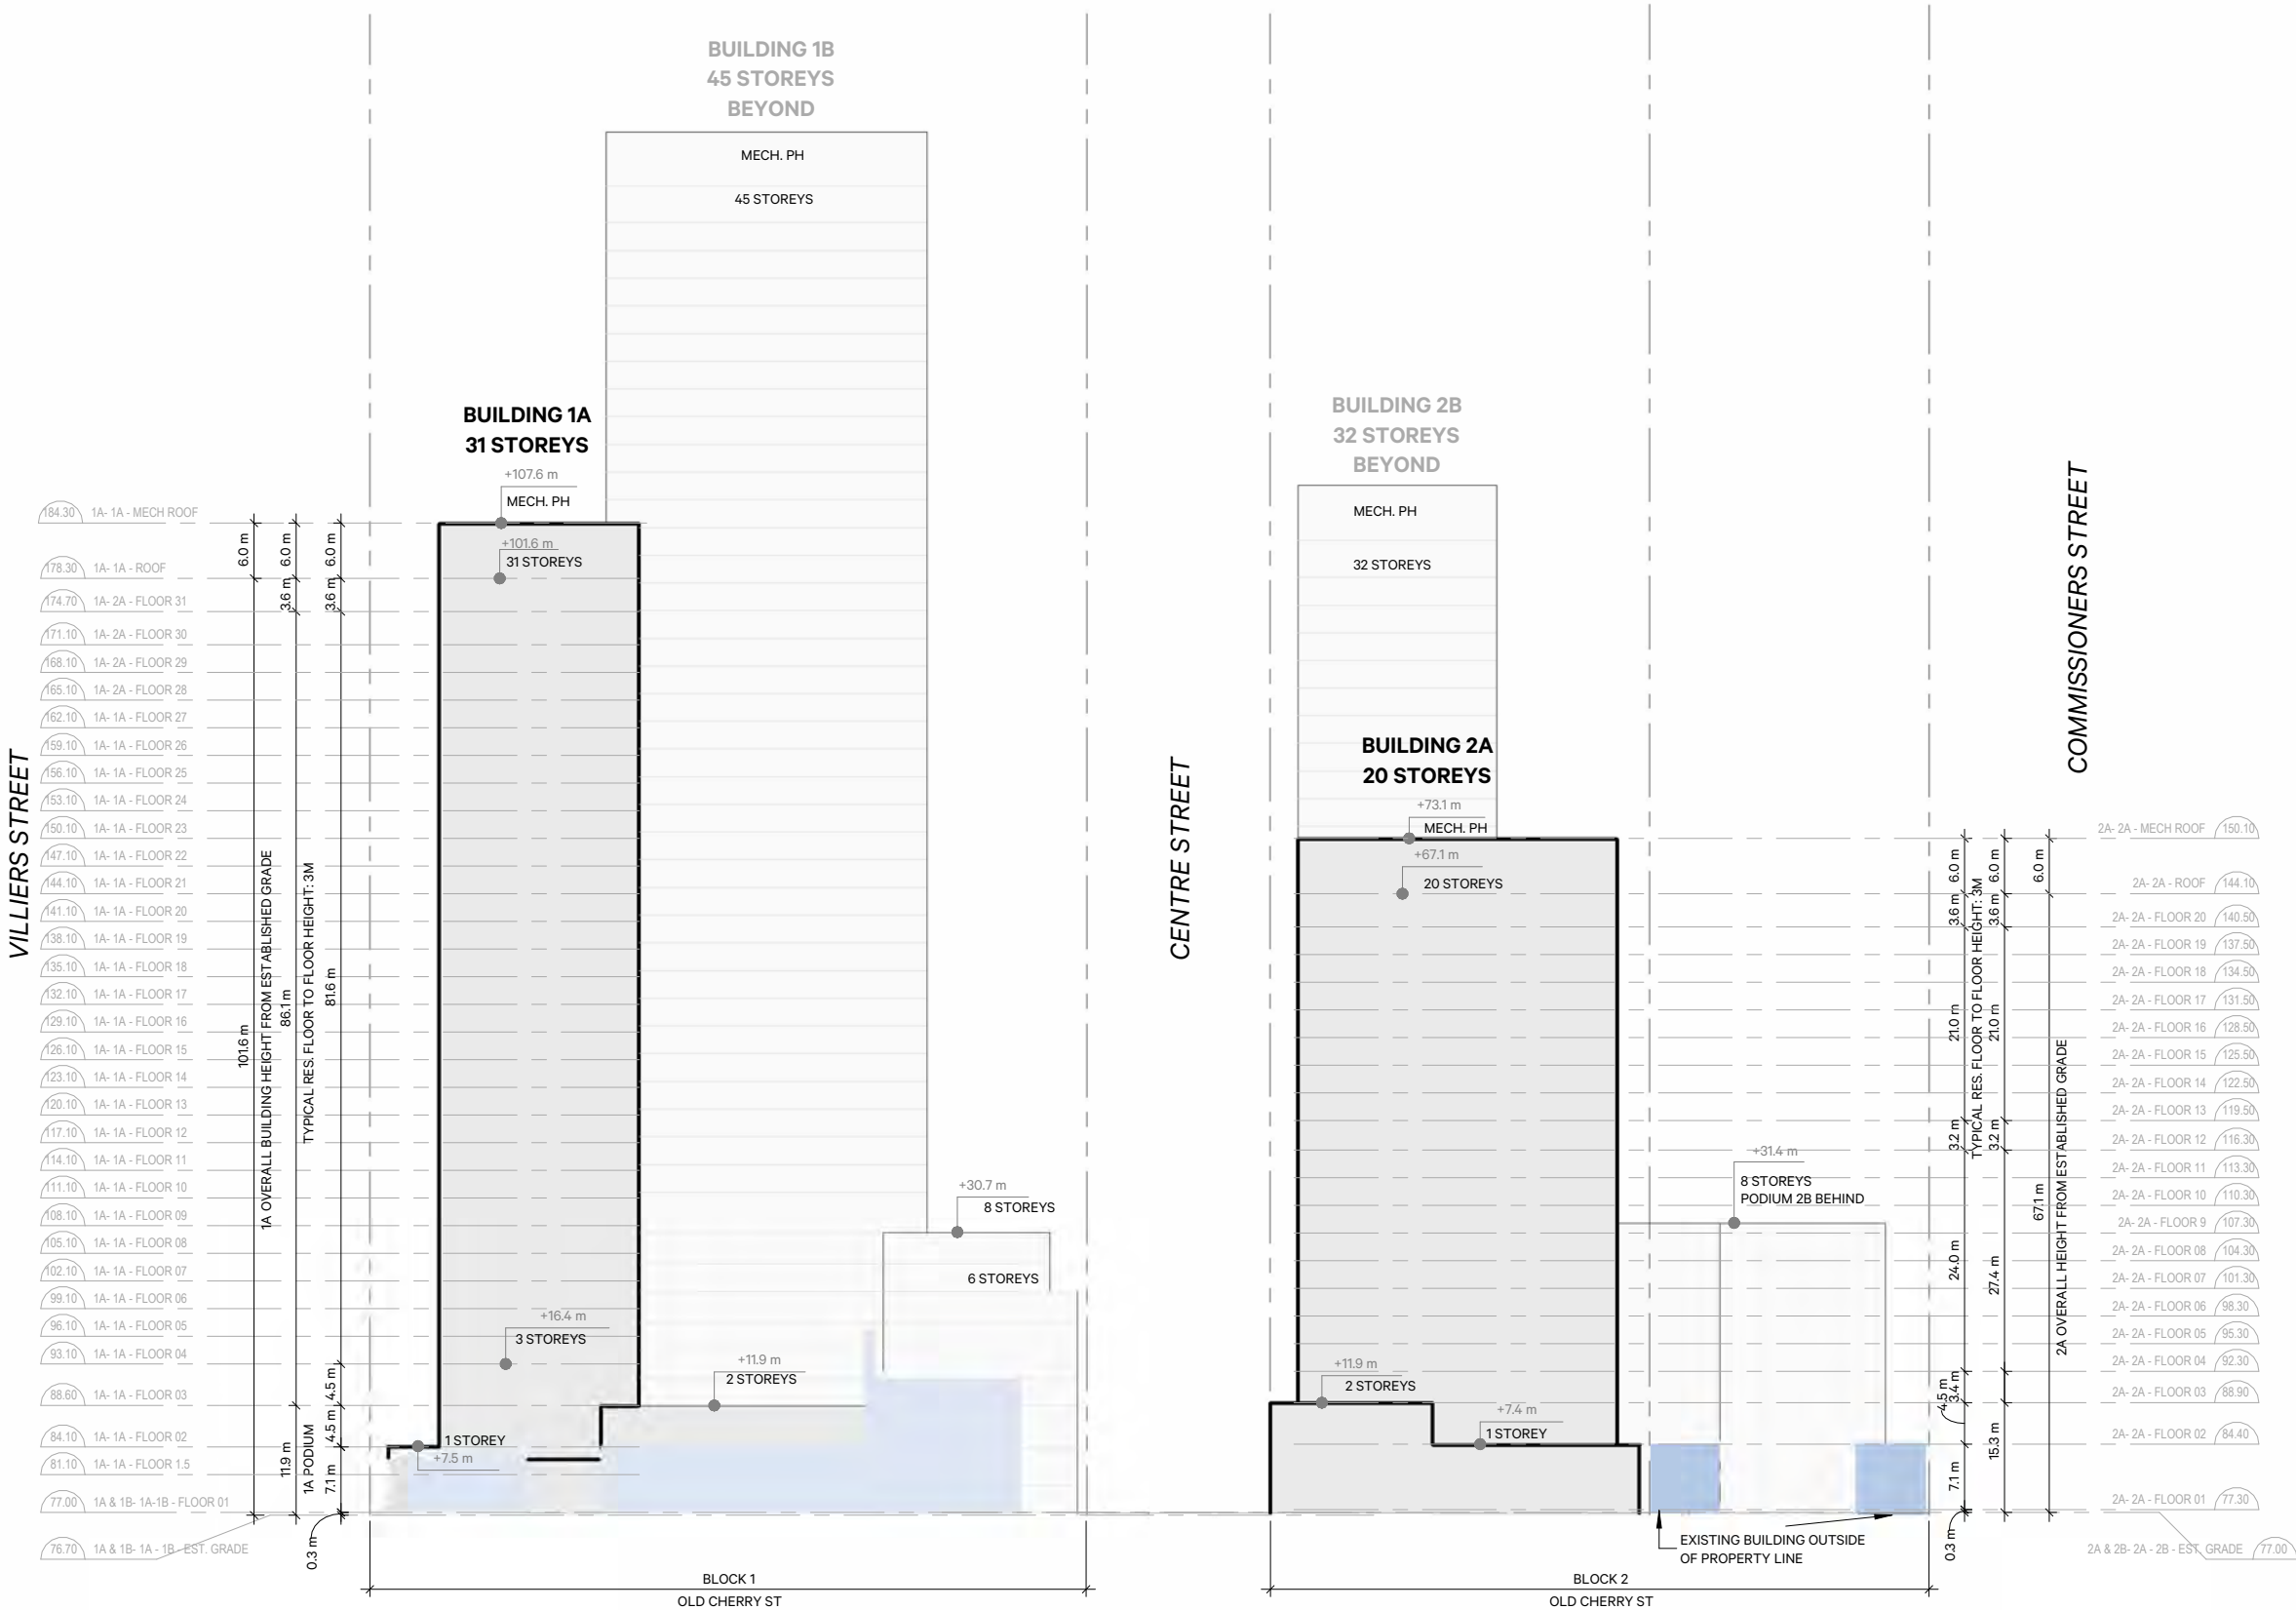 BUILDING 1B
45 STOREYS
BEYOND
MECH. PH
45 STOREYS
BUILDING 1A
31 STOREYS
+107.6 m
MECH. PH
+101.6 m
31 STOREYS
+16.4 m
3 STOREYS
+11.9 m
2 STOREYS
1 STOREY
+7.5 m
+30.7 m
8 STOREYS
6 STOREYS
BUILDING 2B
32 STOREYS
BEYOND
MECH. PH
32 STOREYS
BUILDING 2A
20 STOREYS
+73.1 m
MECH. PH
+67.1 m
20 STOREYS
+11.9 m
2 STOREYS
+7.4 m
1 STOREY
+31.4 m
8 STOREYS
PODIUM 2B BEHIND
EXISTING BUILDING OUTSIDE
OF PROPERTY LINE
VILLIERS STREET
CENTRE STREET
COMMISSIONERS STREET
184.30 1A- 1A - MECH ROOF
178.30 1A- 1A - ROOF
174.70 1A- 2A - FLOOR 31
171.10 1A- 2A - FLOOR 30
168.10 1A- 2A - FLOOR 29
165.10 1A- 2A - FLOOR 28
162.10 1A- 1A - FLOOR 27
159.10 1A- 1A - FLOOR 26
156.10 1A- 1A - FLOOR 25
153.10 1A- 1A - FLOOR 24
150.10 1A- 1A - FLOOR 23
147.10 1A- 1A - FLOOR 22
144.10 1A- 1A - FLOOR 21
141.10 1A- 1A - FLOOR 20
138.10 1A- 1A - FLOOR 19
135.10 1A- 1A - FLOOR 18
132.10 1A- 1A - FLOOR 17
129.10 1A- 1A - FLOOR 16
126.10 1A- 1A - FLOOR 15
123.10 1A- 1A - FLOOR 14
120.10 1A- 1A - FLOOR 13
117.10 1A- 1A - FLOOR 12
114.10 1A- 1A - FLOOR 11
111.10 1A- 1A - FLOOR 10
108.10 1A- 1A - FLOOR 09
105.10 1A- 1A - FLOOR 08
102.10 1A- 1A - FLOOR 07
99.10 1A- 1A - FLOOR 06
96.10 1A- 1A - FLOOR 05
93.10 1A- 1A - FLOOR 04
88.60 1A- 1A - FLOOR 03
84.10 1A- 1A - FLOOR 02
81.10 1A- 1A - FLOOR 1.5
77.00 1A & 1B- 1A-1B - FLOOR 01
76.70 1A & 1B- 1A - 1B - EST. GRADE
6.0 m
101.6 m
1A OVERALL BUILDING HEIGHT FROM ESTABLISHED GRADE
6.0 m
3.6 m
86.1 m
11.9 m
1A PODIUM
TYPICAL RES. FLOOR TO FLOOR HEIGHT: 3M
6.0 m
3.6 m
81.6 m
4.5 m
4.5 m
7.1 m
0.3 m
6.0 m
3.6 m
21.0 m
3.2 m
24.0 m
3.4 m
4.5 m
7.1 m
0.3 m
TYPICAL RES. FLOOR TO FLOOR HEIGHT: 3M
6.0 m
3.6 m
21.0 m
3.2 m
27.4 m
15.3 m
6.0 m
67.1 m
2A OVERALL HEIGHT FROM ESTABLISHED GRADE
2A- 2A - MECH ROOF 150.10
2A- 2A - ROOF 144.10
2A- 2A - FLOOR 20 140.50
2A- 2A - FLOOR 19 137.50
2A- 2A - FLOOR 18 134.50
2A- 2A - FLOOR 17 131.50
2A- 2A - FLOOR 16 128.50
2A- 2A - FLOOR 15 125.50
2A- 2A - FLOOR 14 122.50
2A- 2A - FLOOR 13 119.50
2A- 2A - FLOOR 12 116.30
2A- 2A - FLOOR 11 113.30
2A- 2A - FLOOR 10 110.30
2A- 2A - FLOOR 9 107.30
2A- 2A - FLOOR 08 104.30
2A- 2A - FLOOR 07 101.30
2A- 2A - FLOOR 06 98.30
2A- 2A - FLOOR 05 95.30
2A- 2A - FLOOR 04 92.30
2A- 2A - FLOOR 03 88.90
2A- 2A - FLOOR 02 84.40
2A- 2A - FLOOR 01 77.30
2A & 2B- 2A - 2B - EST. GRADE 77.00
BLOCK 1
OLD CHERRY ST
BLOCK 2
OLD CHERRY ST